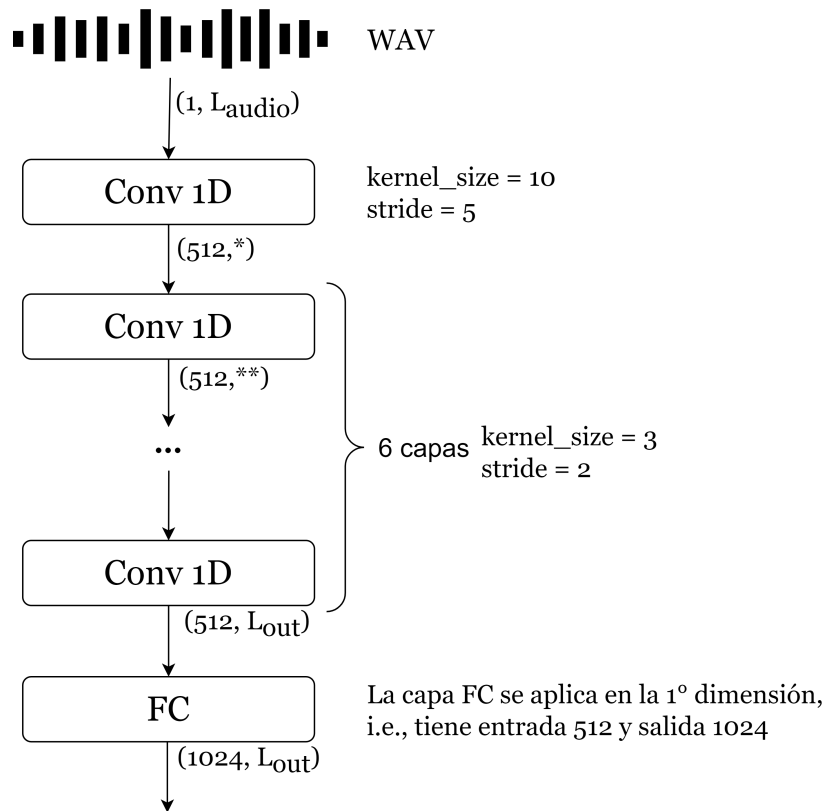 WAV
(1, Laudio)
Conv 1D
kernel_size = 10
stride = 5
(512,*)
Conv 1D
(512,**)
...
6 capas
kernel_size = 3
stride = 2
Conv 1D
(512, Lout)
FC
La capa FC se aplica en la 1º dimensión,
i.e., tiene entrada 512 y salida 1024
(1024, Lout)